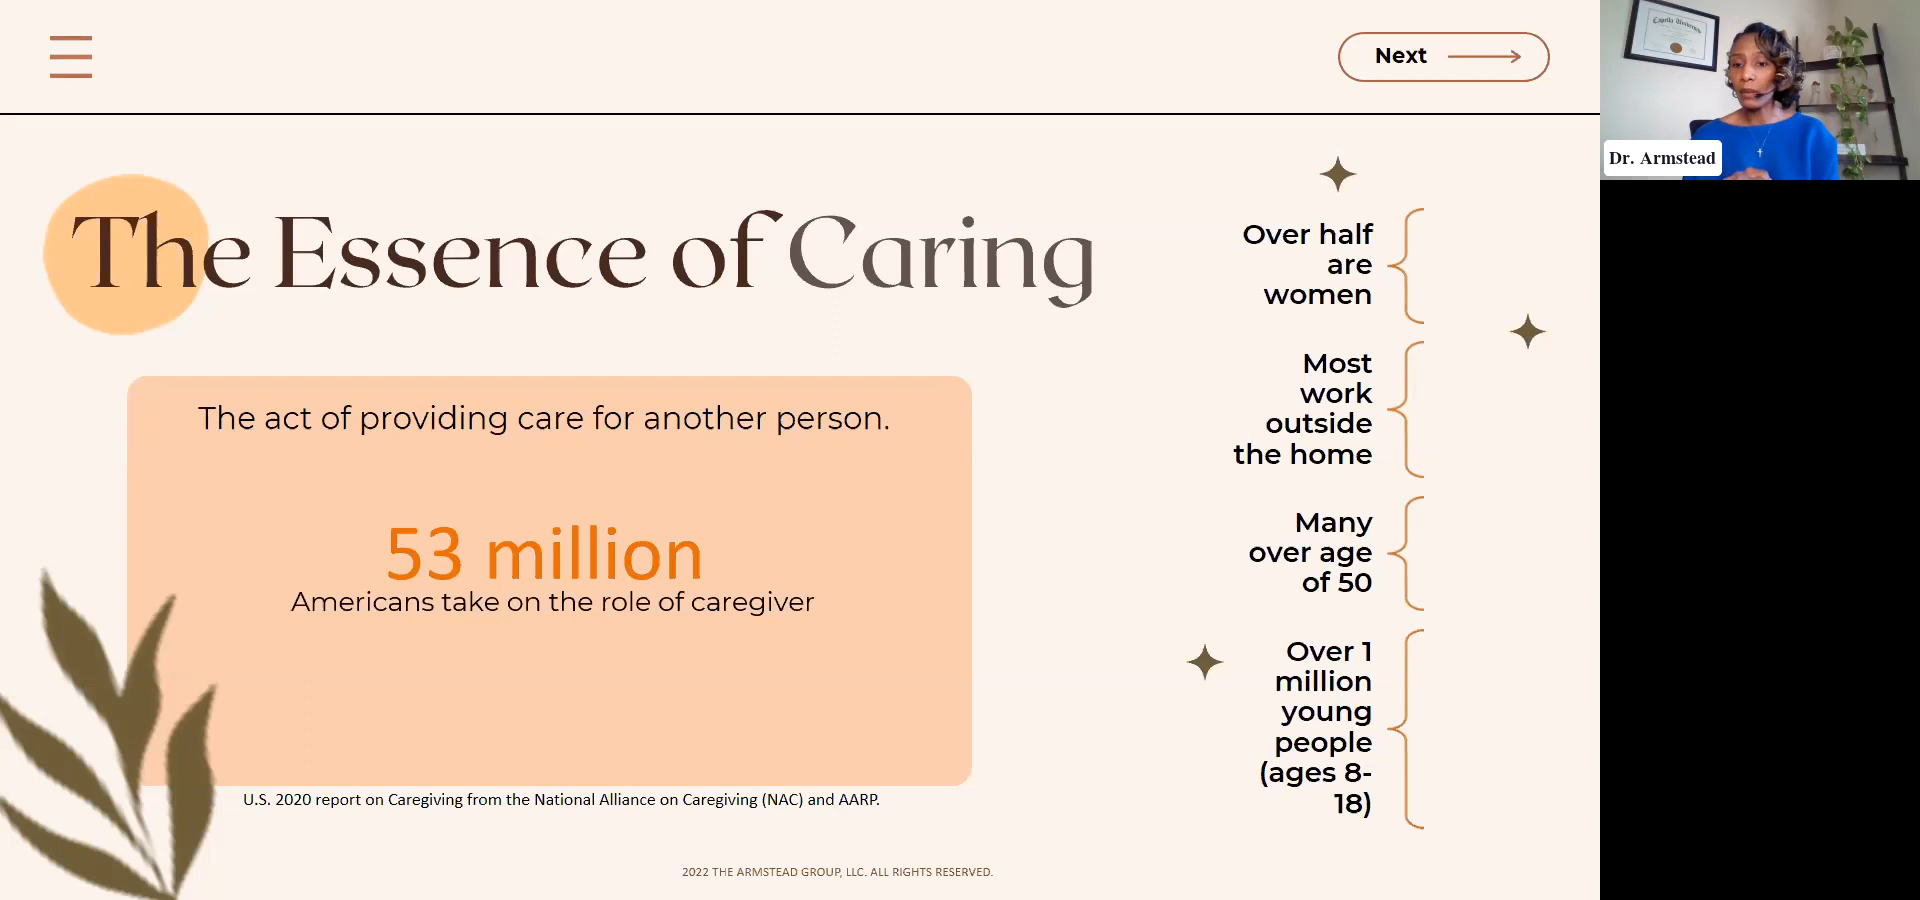 Next
The Essence of Caring
The act of providing care for another person.
53 million
Americans take on the role of caregiver
U.S. 2020 report on Caregiving from the National Alliance on Caregiving (NAC) and AARP.
Over half
are
women
Most
work
outside
the home
Many
over age
of 50
Over 1
million
young
people
(ages 8-
18)
2022 THE ARMSTEAD GROUP, LLC. ALL RIGHTS RESERVED.
Capella University
Dr. Armstead